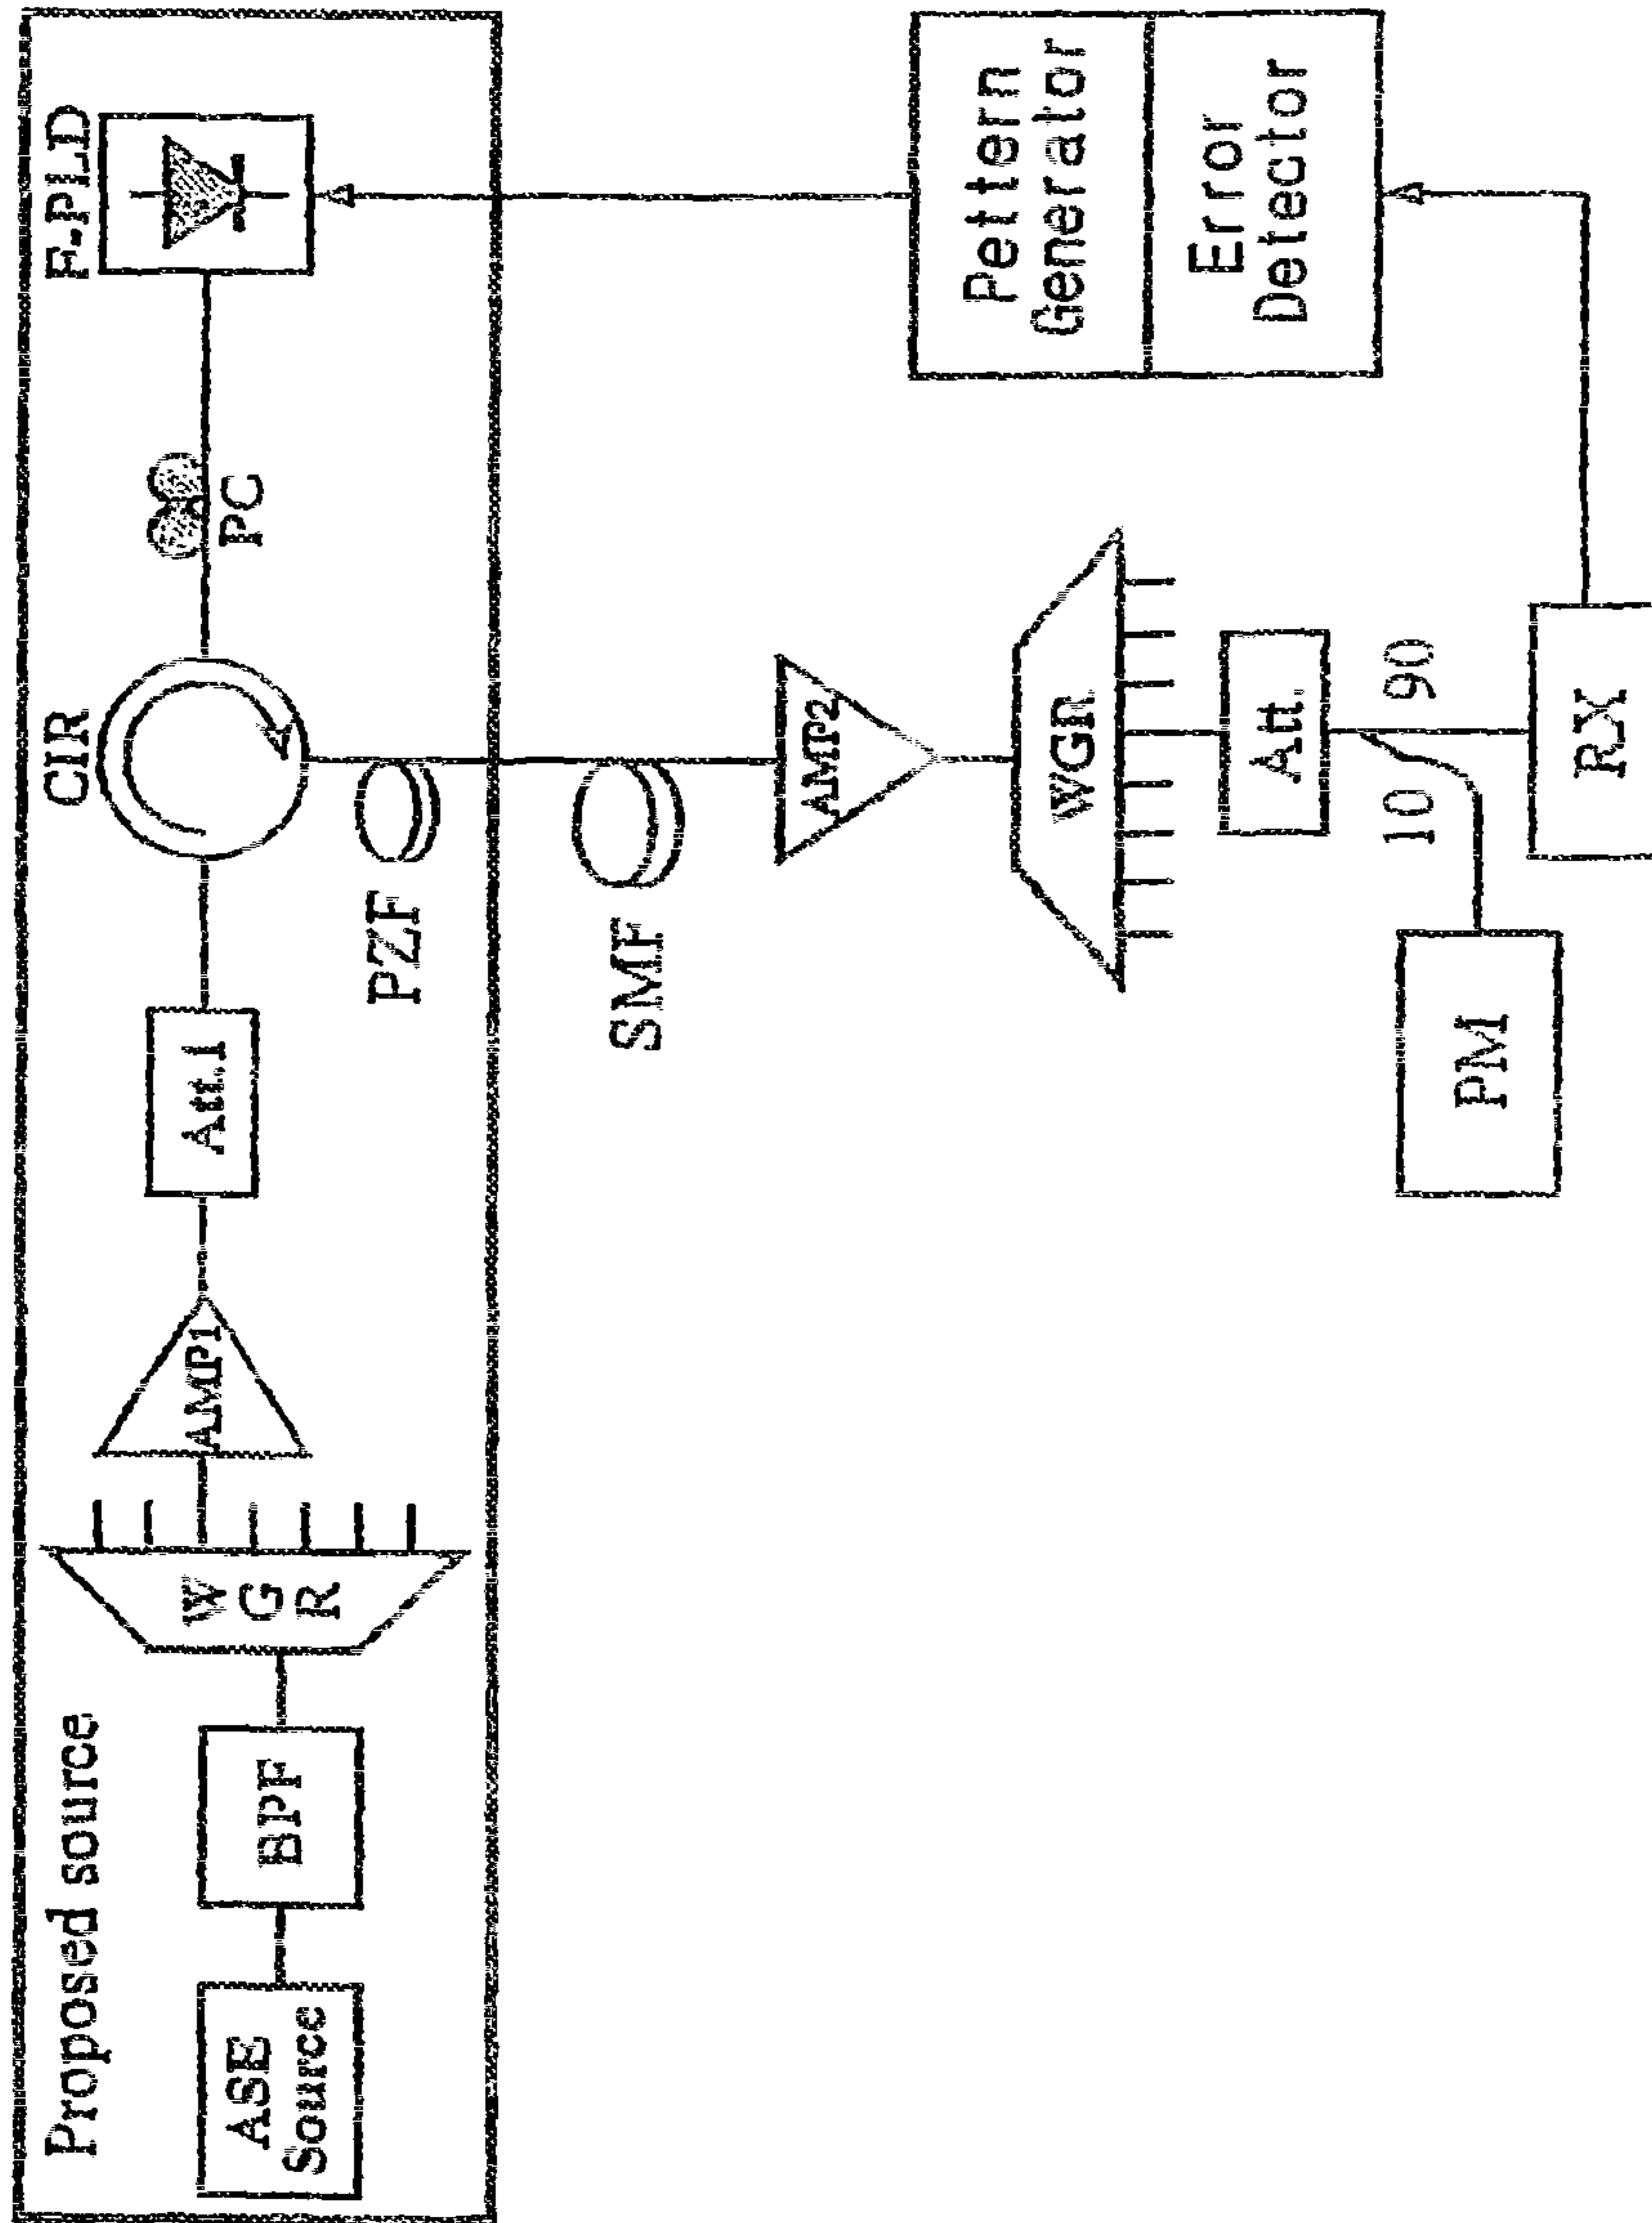 Proposed source
ASE
Source
BPF
W
G
R
AMP1
Att.1
CIR
PC
F-PLD
PZF
SMF
AMP2
WGR
Att.
10
90
PM
RX
Pettern
Generator
Error
Detector